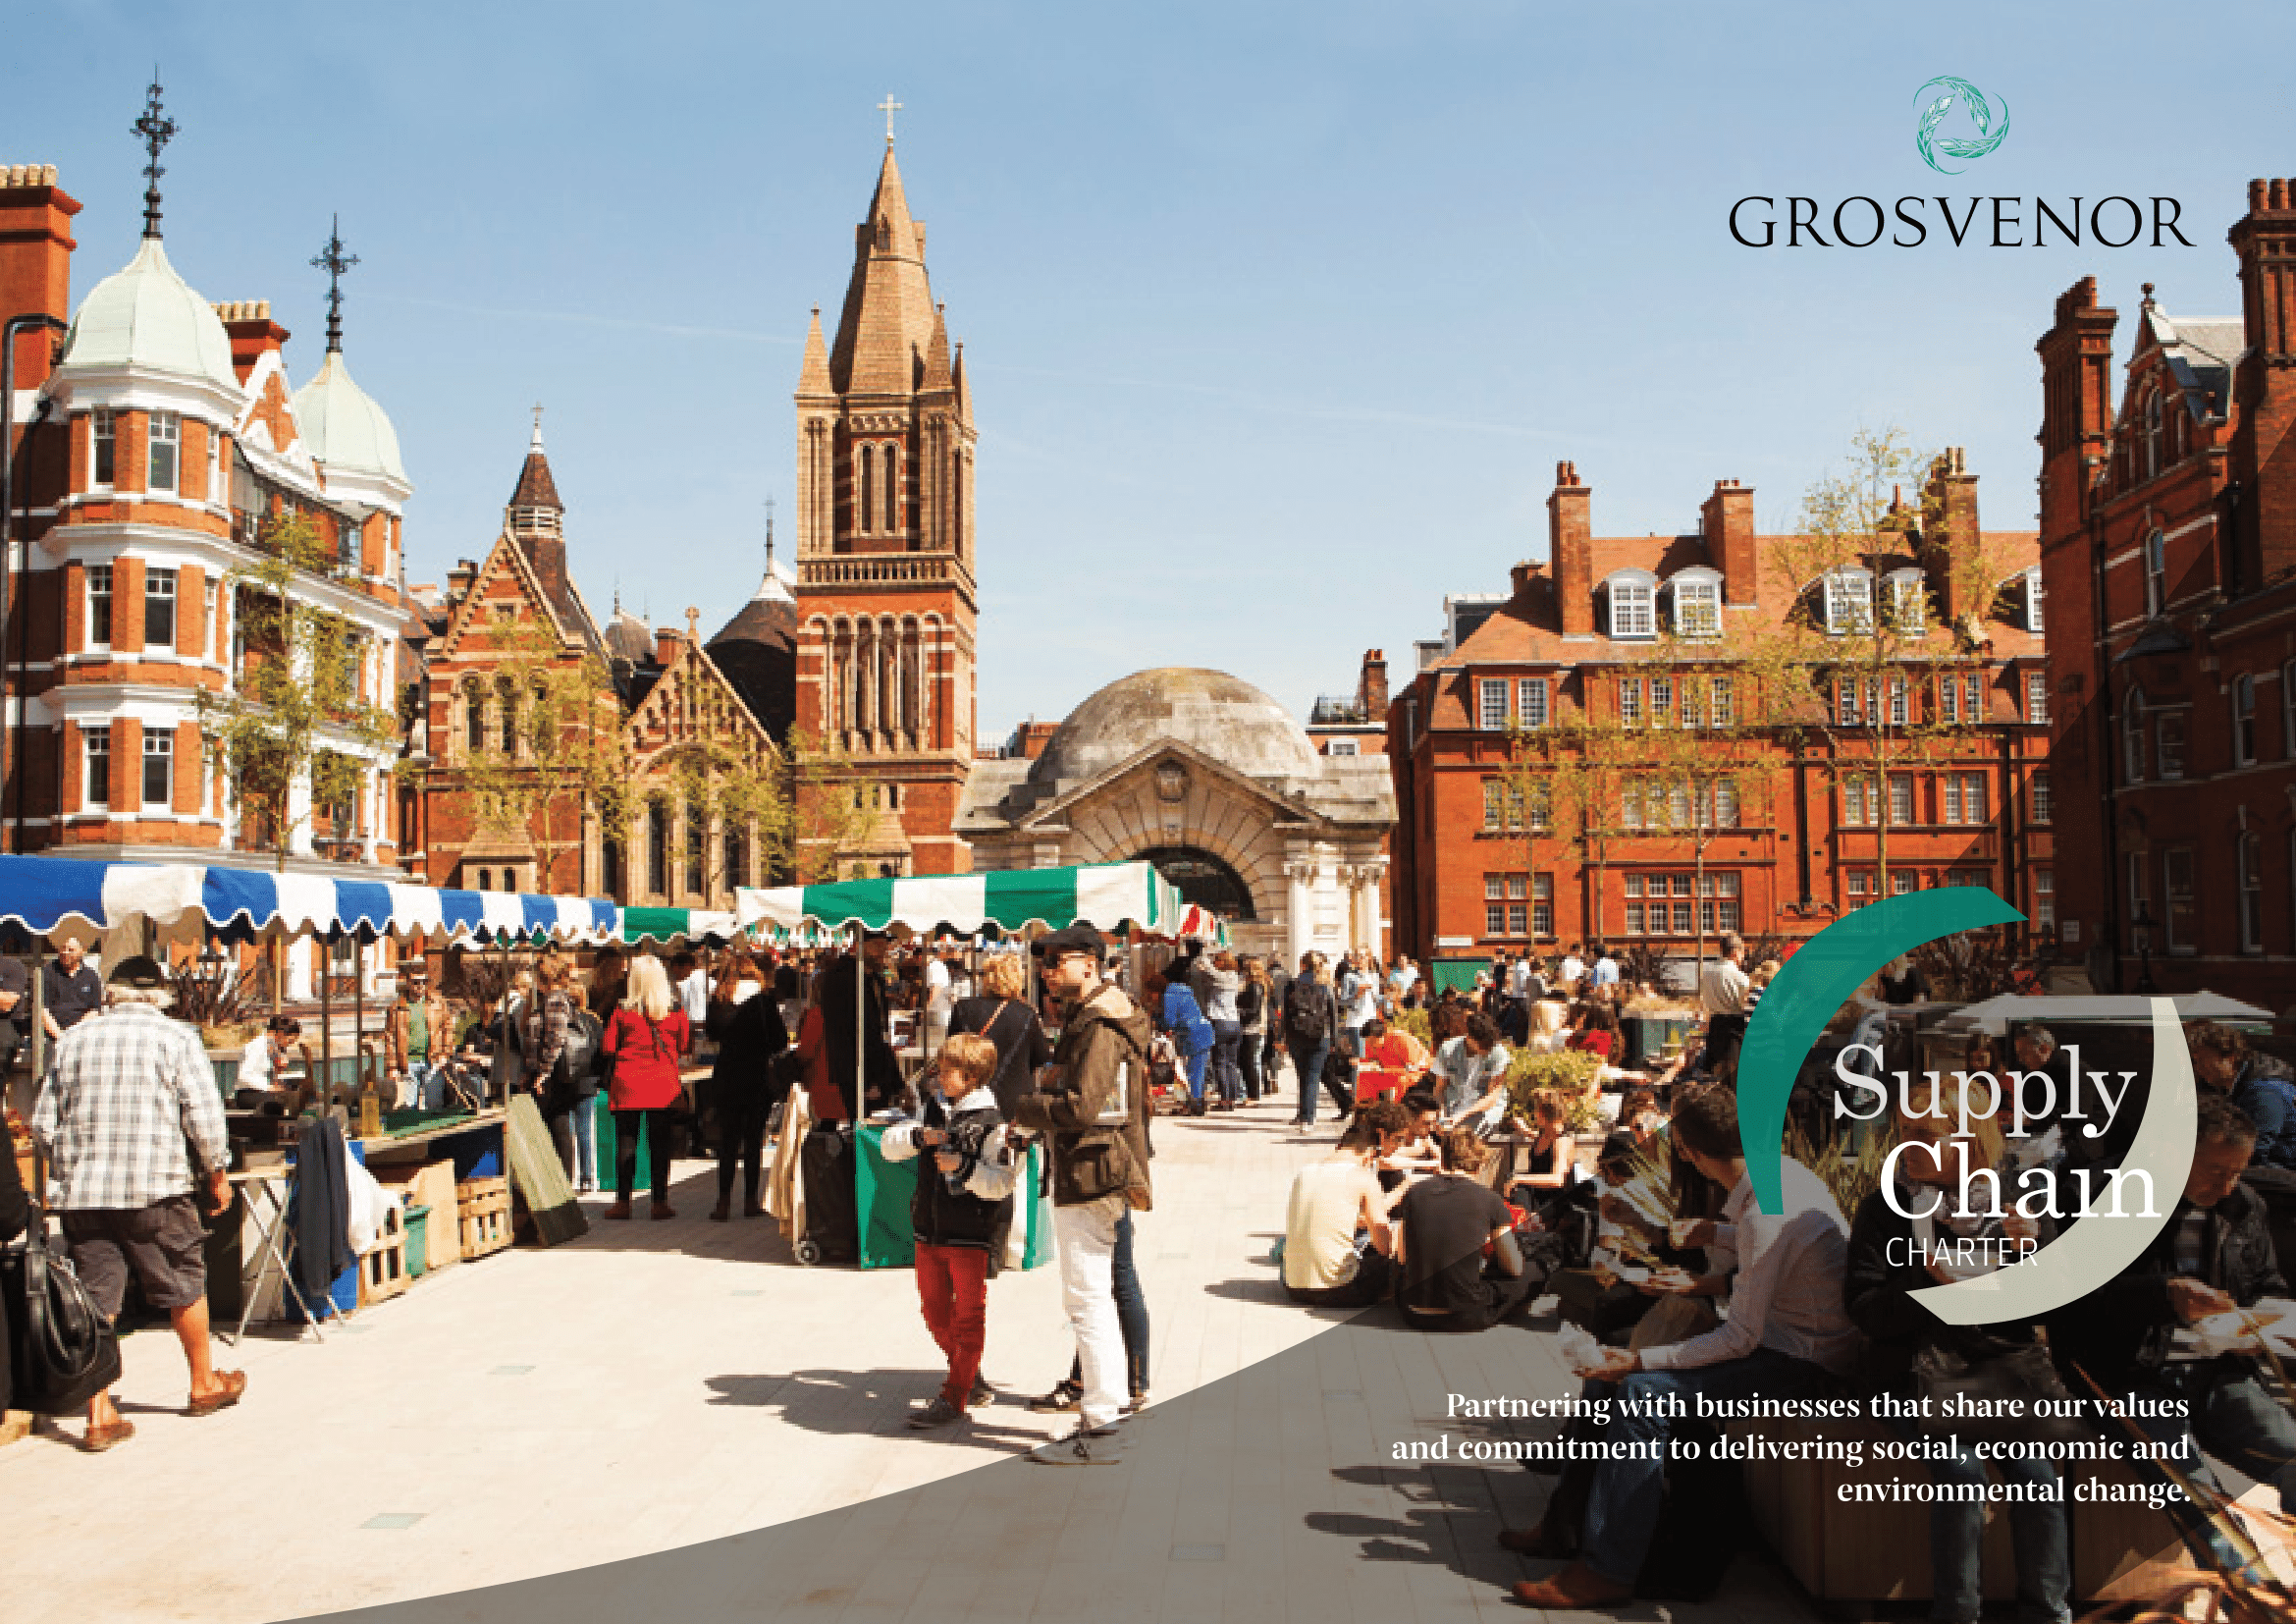 GROSVENOR
Supply
Chain
CHARTER
Partnering with businesses that share our values
and commitment to delivering social, economic and
environmental change.